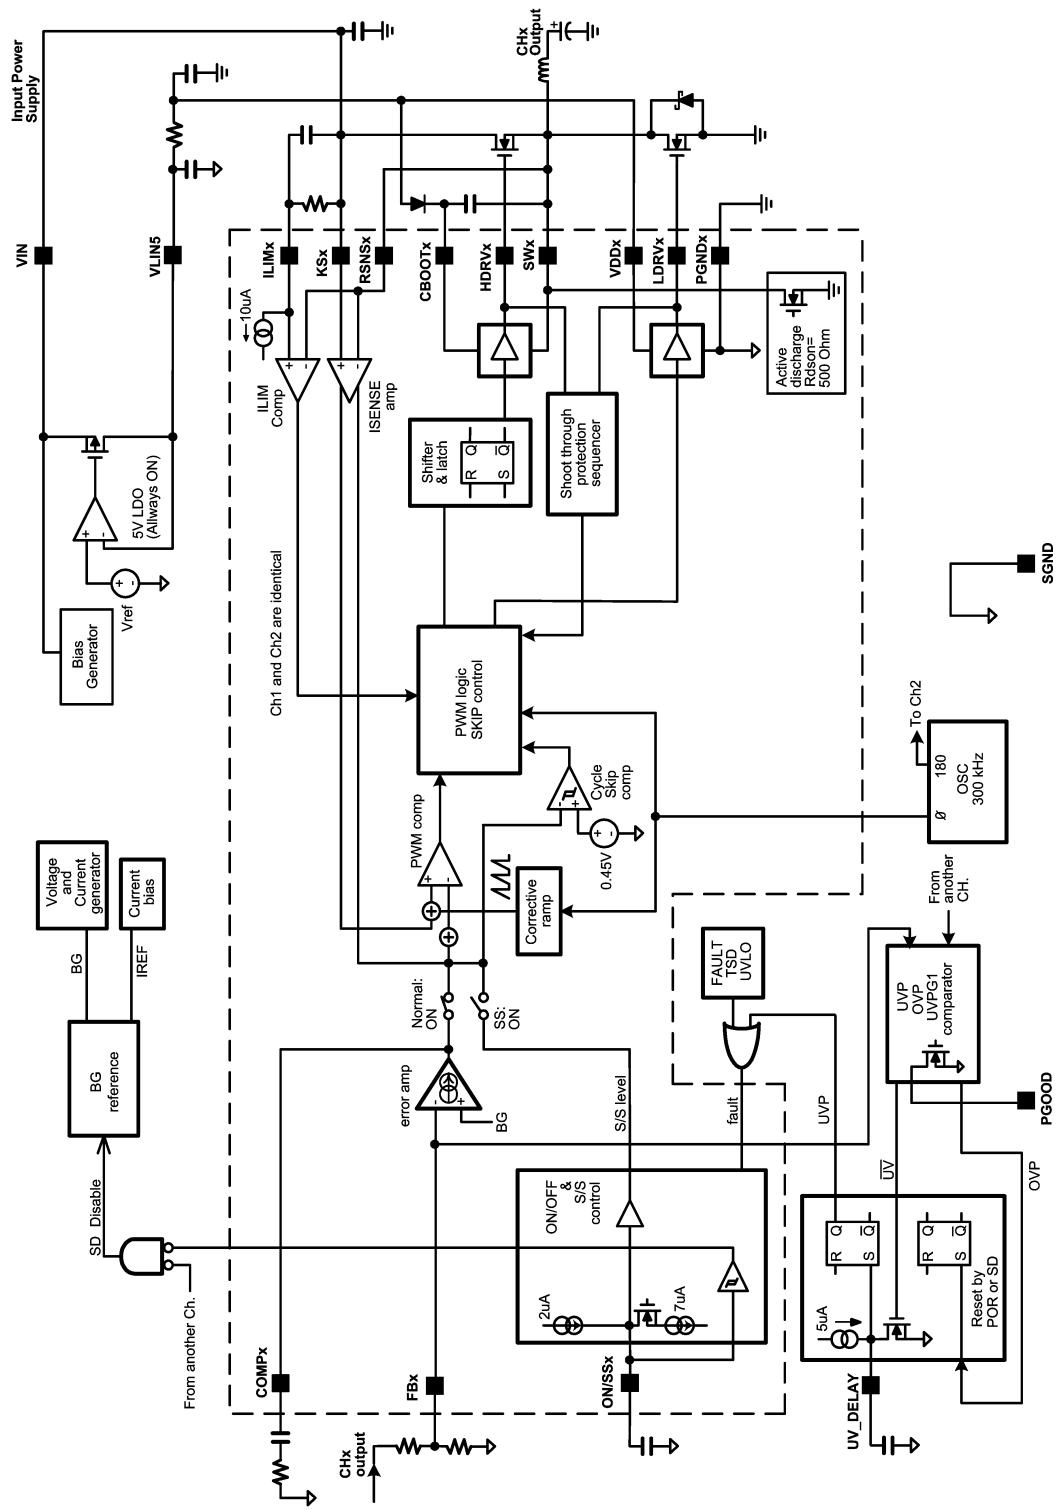 Input Power
Supply
VIN
VLIN5
5V LDO
(Allways ON)
+
-
Vref
+
-
Bias
Generator
Voltage
and
Current
generator
Current
bias
BG
IREF
BG
reference
SD Disable
From another Ch.
CHx
Output
+
ILIMx
KSx
RSNSx
CBOOTx
HDRVx
SWx
VDDx
LDRVx
PGNDx
10uA
+
-
ILIM
Comp
+
-
ISENSE
amp
Active
discharge
Rdson=
500 Ohm
Shifter
& latch
R
Q
S
Q
Shoot through
protection
sequencer
Ch1 and Ch2 are identical
PWM logic
SKIP control
PWM comp
+
-
Cycle
Skip
comp
-
+
0.45V
+
-
Corrective
ramp
Normal:
ON
SS:
ON
error amp
-
+
BG
S/S level
fault
FAULT
TSD
UVLO
ON/OFF
&
S/S
control
2uA
7uA
COMPx
FBx
ON/SSx
CHx
output
SGND
To Ch2
Ø
180
OSC
300 kHz
From
another
CH.
UVP
OVP
UVPG1
comparator
PGOOD
UVP
UV
OVP
R
Q
S
Q
R
Q
S
Q
5uA
Reset by
POR or SD
UV_DELAY